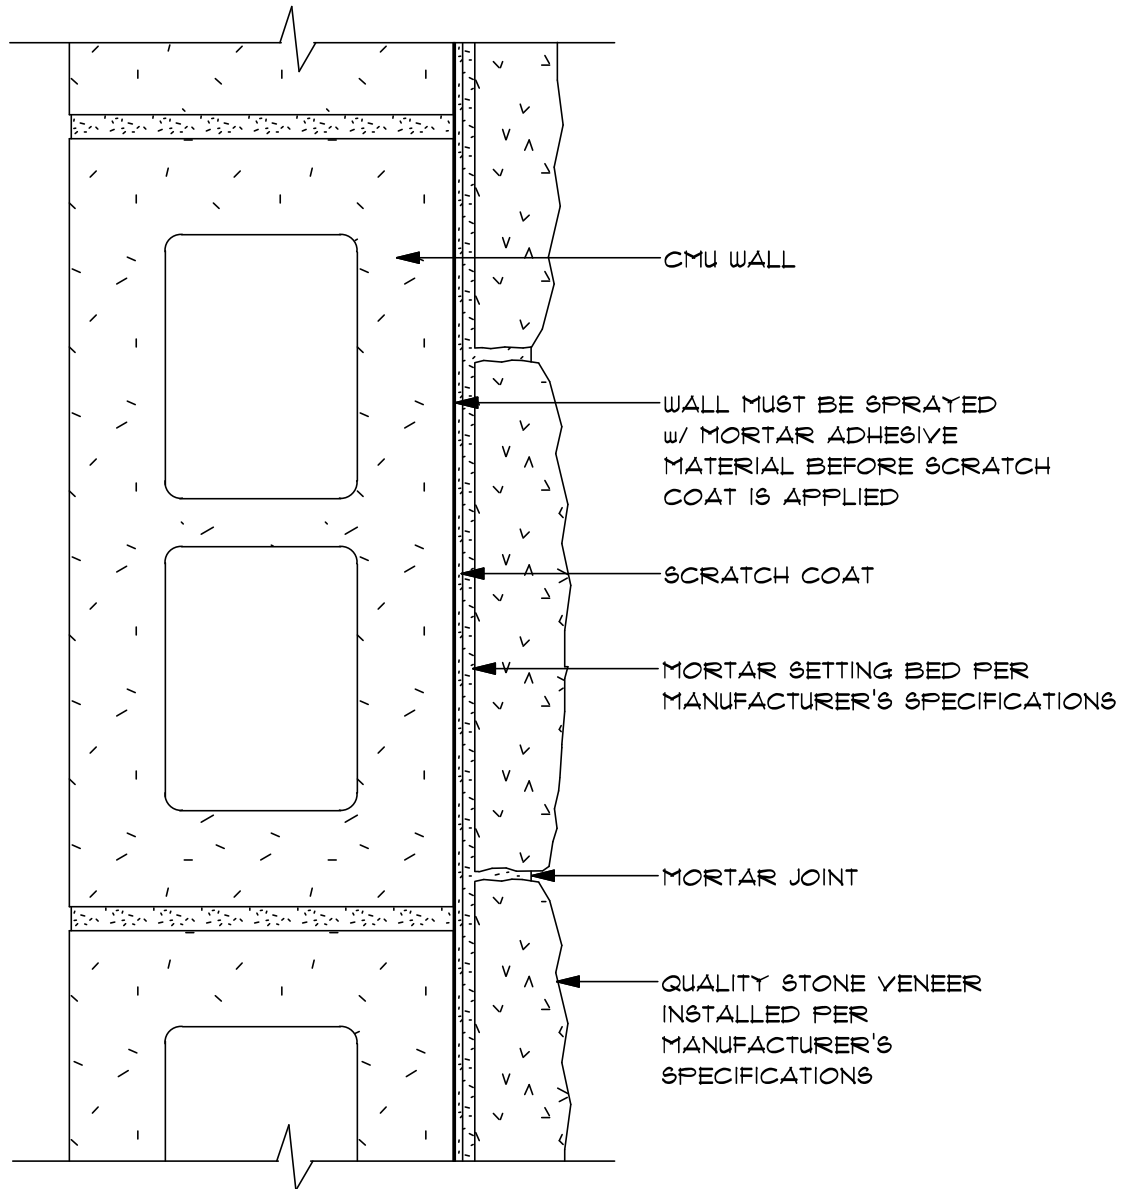 CMU WALL
WALL MUST BE SPRAYED
w/ MORTAR ADHESIVE
MATERIAL BEFORE SCRATCH
COAT IS APPLIED
SCRATCH COAT
MORTAR SETTING BED PER
MANUFACTURER'S SPECIFICATIONS
MORTAR JOINT
QUALITY STONE VENEER
INSTALLED PER
MANUFACTURER'S
SPECIFICATIONS